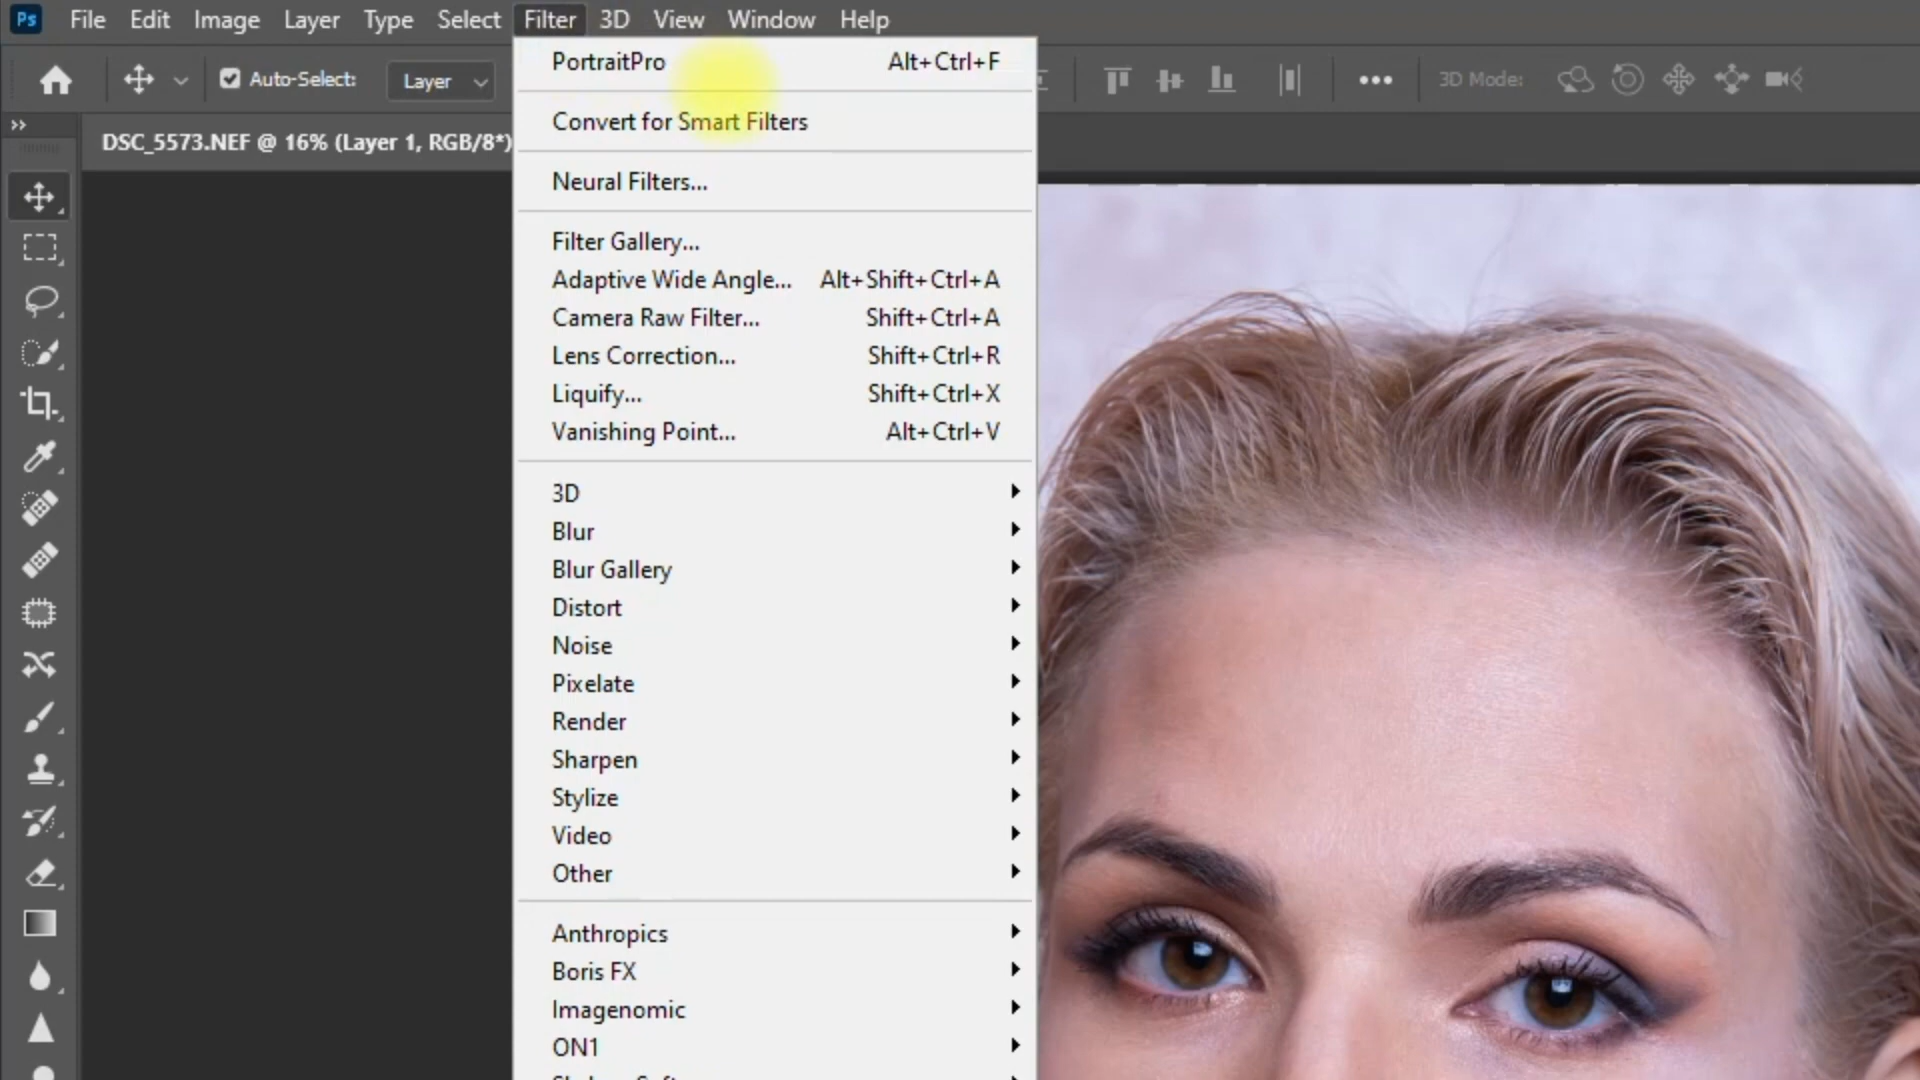 Ps File Edit Image Layer Type Select Filter 3D View Window Help
Auto-Select: Layer
3D Mode:
DSC_5573.NEF @ 16% (Layer 1, RGB/8*)
PortraitPro Alt+Ctrl+F
Convert for Smart Filters
Neural Filters...
Filter Gallery...
Adaptive Wide Angle... Alt+Shift+Ctrl+A
Camera Raw Filter... Shift+Ctrl+A
Lens Correction... Shift+Ctrl+R
Liquify... Shift+Ctrl+X
Vanishing Point... Alt+Ctrl+V
3D
Blur
Blur Gallery
Distort
Noise
Pixelate
Render
Sharpen
Stylize
Video
Other
Anthropics
Boris FX
Imagenomic
ON1